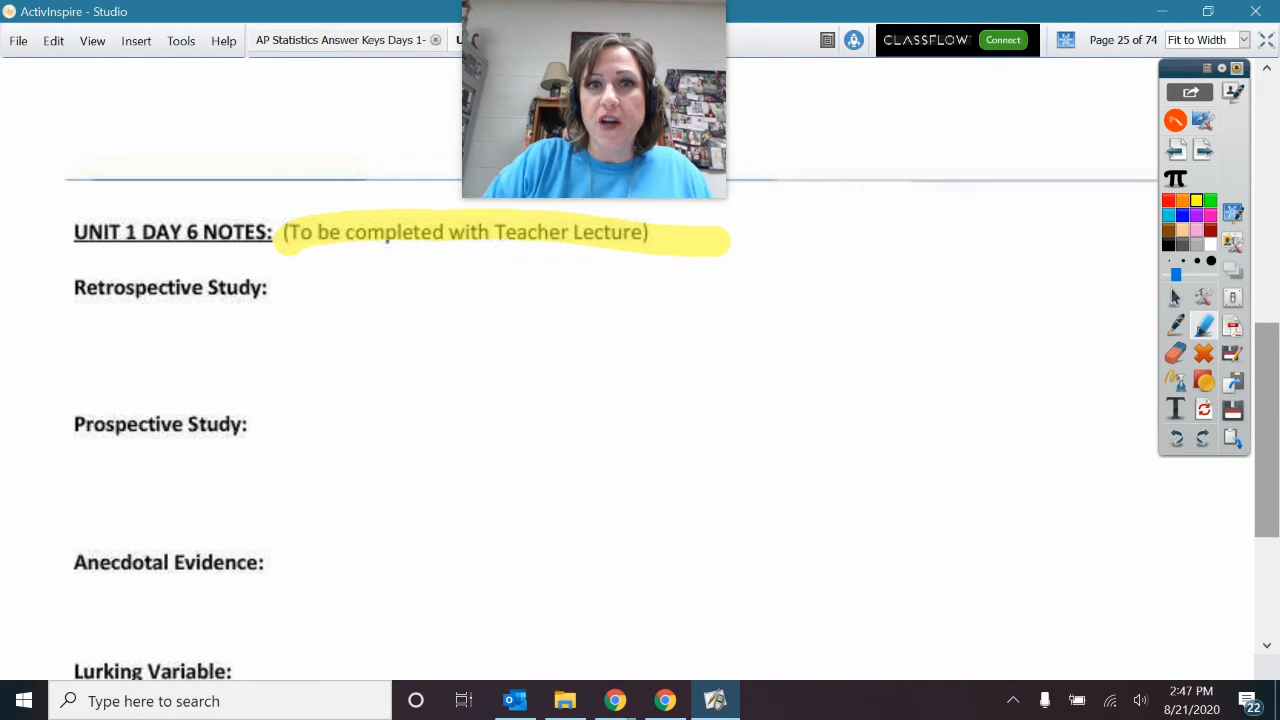 ActivInspire - Studio
File Edit View Insert Tools Help
AP Statistics Answer Keys Days 1-
CLASSFLOW Connect
Page 25 of 74 Fit to Width
UNIT 1 DAY 6 NOTES: (To be completed with Teacher Lecture)
Retrospective Study:
Prospective Study:
Anecdotal Evidence:
Lurking Variable:
Type here to search
2:47 PM
8/21/2020
22